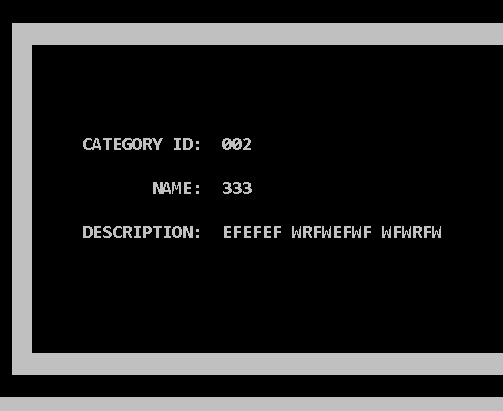 CATEGORY ID: 002
NAME: 333
DESCRIPTION: EFEFEF WRFWEFWF WFWRFW